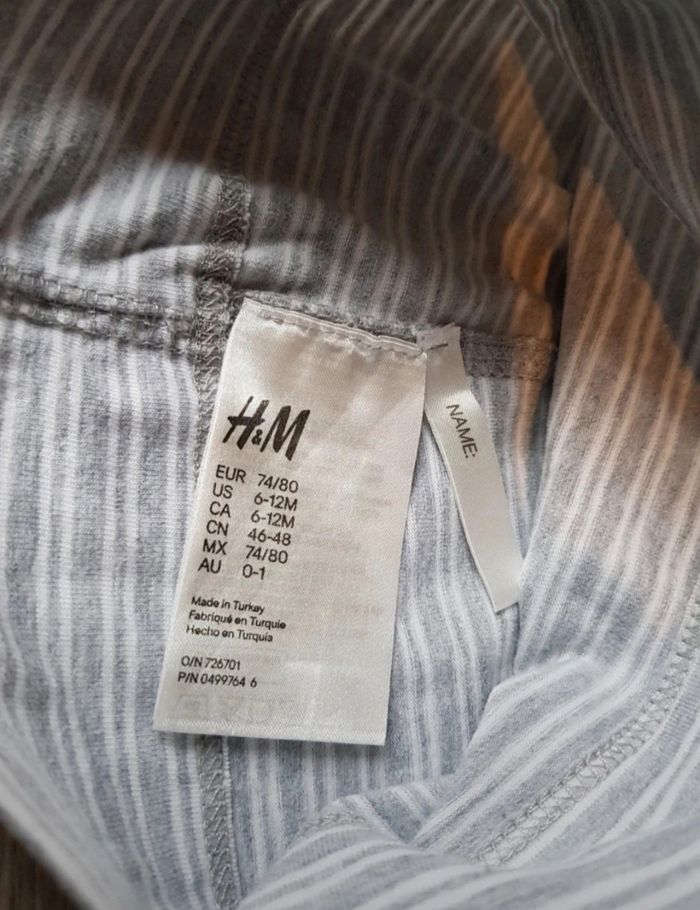 H&M
EUR 74/80
US 6-12M
CA 6-12M
CN 46-48
MX 74/80
AU 0-1
Made in Turkey
Fabriqué en Turquie
Hecho en Turquía
O/N 726701
P/N 0499764 6
NAME: